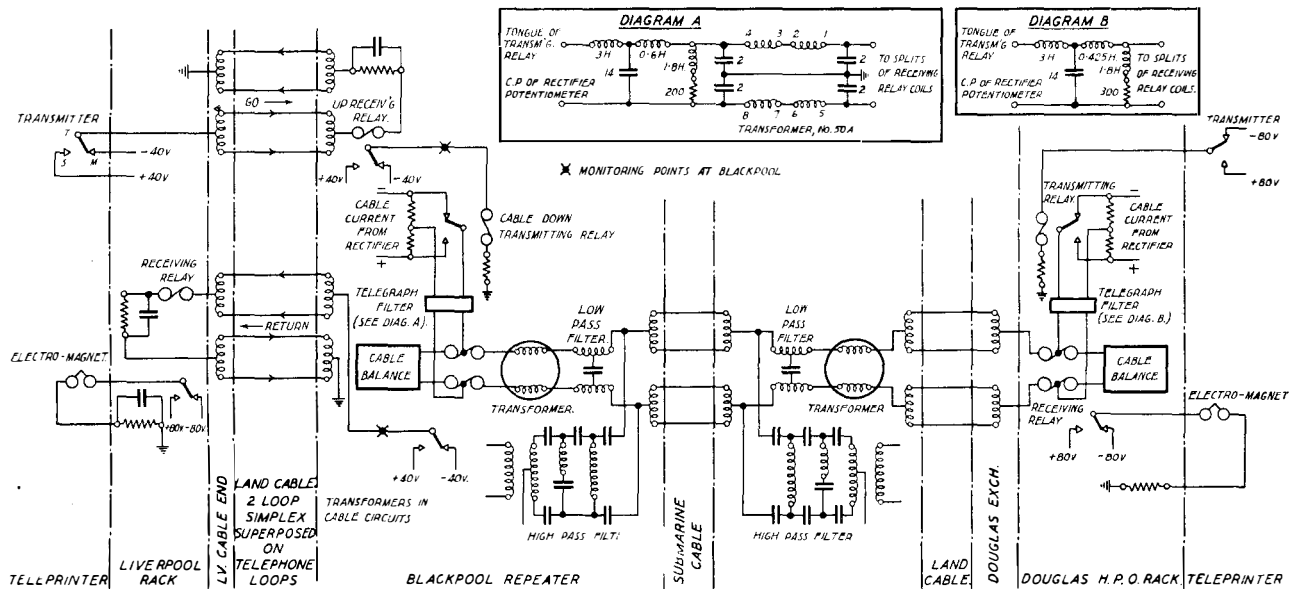 DIAGRAM A
TONGUE OF
TRANSM'G.
RELAY
3H
0·6H
1·8H.
14
200
4
3
2
1
2
2
2
2
8
7
6
5
C.P OF RECTIFIER
POTENTIOMETER
TO SPLITS
OF RECEIVING
RELAY COILS
TRANSFORMER, NO. 50A
DIAGRAM B
TONGUE OF
TRANSM'G
RELAY
3H
0·425H.
1·8H
14
300
C.P OF RECTIFIER
POTENTIOMETER
TO SPLITS
OF RECEIVING
RELAY COILS.
GO
UP RECEIV'G
RELAY.
TRANSMITTER
T
S
M
-40V
+40V
+40V
-40V
MONITORING POINTS AT BLACKPOOL
CABLE
CURRENT
FROM
RECTIFIER
CABLE DOWN
TRANSMITTING RELAY
TRANSMITTER
-80V
+80V
TRANSMITTING
RELAY.
CABLE
CURRENT
FROM
RECTIFIER
RECEIVING
RELAY
RETURN
TELEGRAPH
FILTER
(SEE DIAG. A).
LOW
PASS
FILTER.
LOW
PASS
FILTER
TELEGRAPH
FILTER
(SEE DIAG. B.)
CABLE
BALANCE
CABLE
BALANCE
ELECTRO-MAGNET
+80V-80V
TRANSFORMER.
TRANSFORMER
RECEIVING
RELAY
ELECTRO-MAGNET
+40V
-40V.
+80V
-80V
TRANSFORMERS IN
CABLE CIRCUITS
HIGH PASS FILT
HIGH PASS FILTER
TELEPRINTER
LIVERPOOL
RACK
LV. CABLE END
LAND CABLE.
2 LOOP
SIMPLEX
SUPERPOSED
ON
TELEPHONE
LOOPS
BLACKPOOL REPEATER
SUBMARINE
CABLE
LAND
CABLE.
DOUGLAS EXCH.
DOUGLAS H.P.O. RACK.
TELEPRINTER